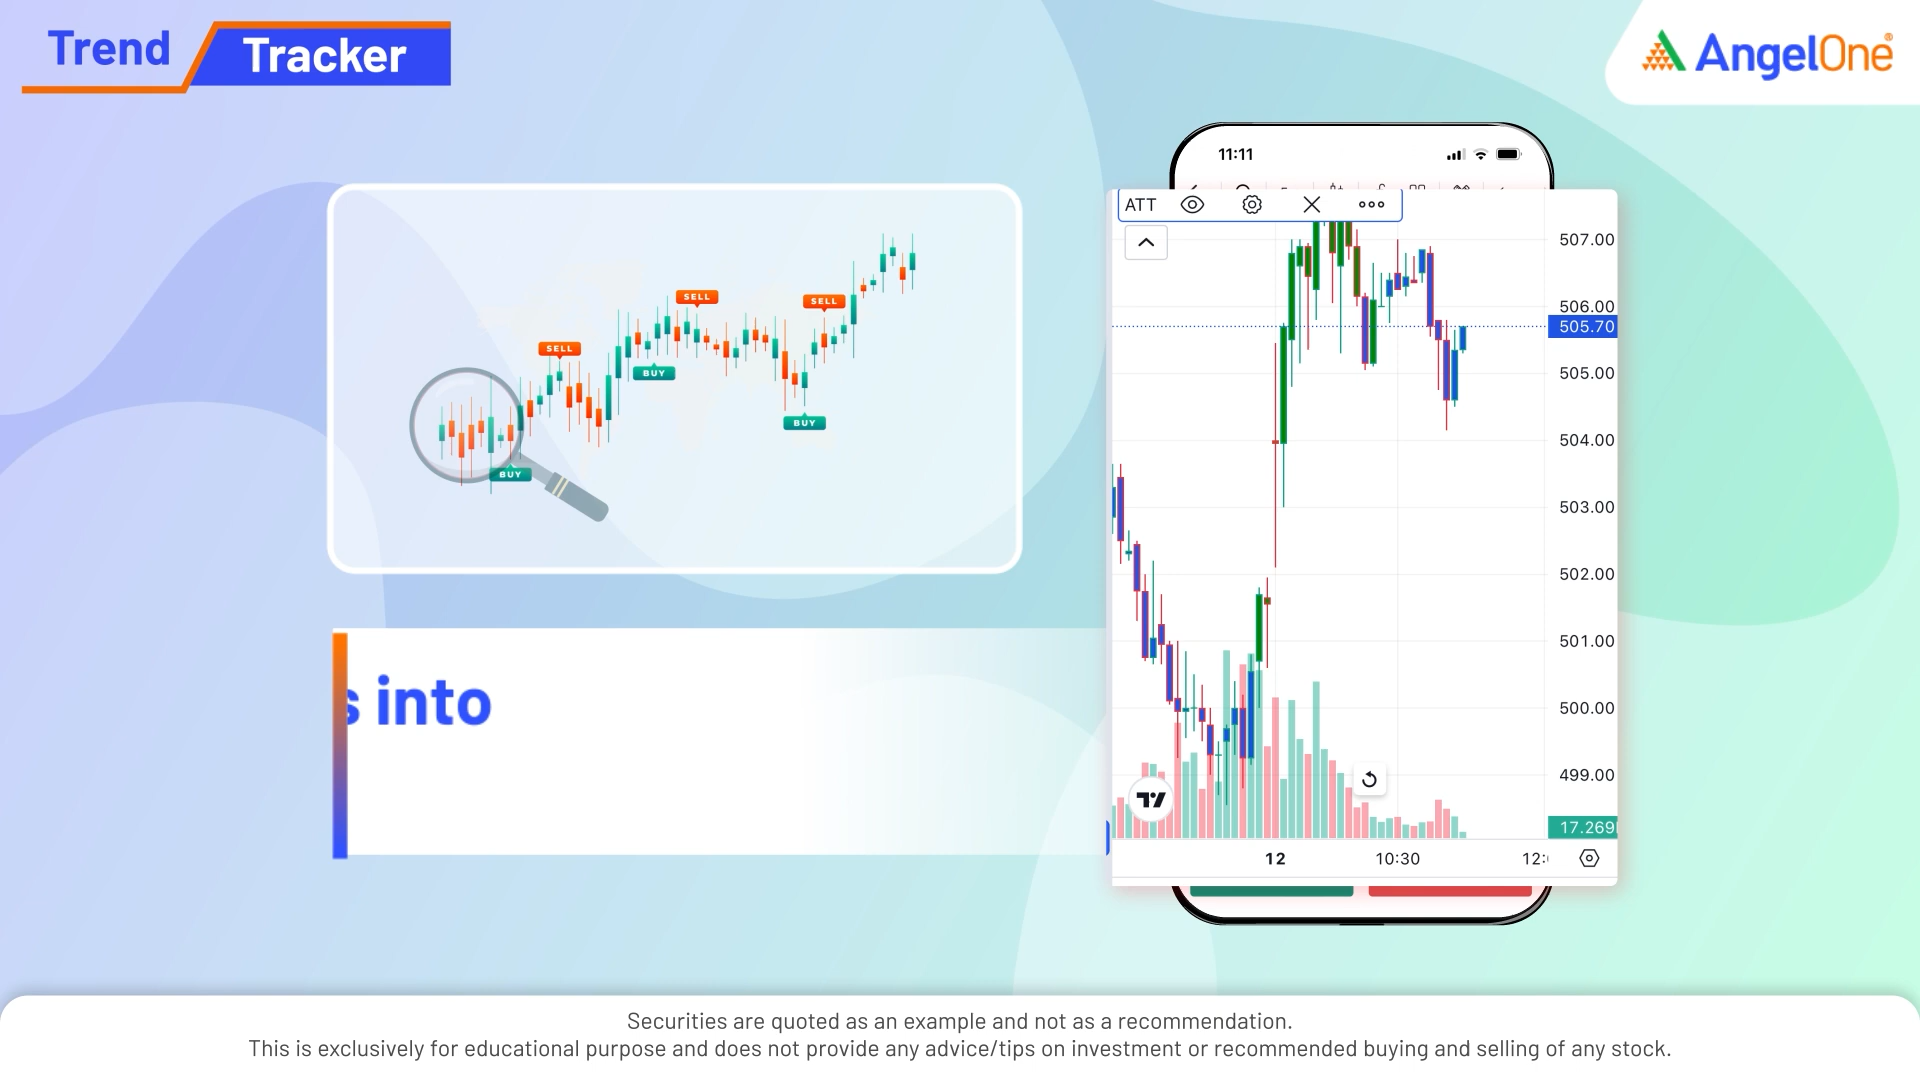 Trend Tracker
AngelOne
11:11
ATT
507.00
506.00
505.70
505.00
504.00
503.00
502.00
501.00
500.00
499.00
17.269
12
10:30
SELL
SELL
SELL
BUY
BUY
BUY
s into
Securities are quoted as an example and not as a recommendation.
This is exclusively for educational purpose and does not provide any advice/tips on investment or recommended buying and selling of any stock.